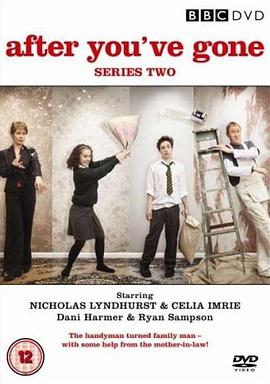 BBC DVD
after you've gone
SERIES TWO
Starring
NICHOLAS LYNDHURST & CELIA IMRIE
Dani Harmer & Ryan Sampson
The handyman turned family man –
with some help from the mother-in-law!
12
DVD
VIDEO